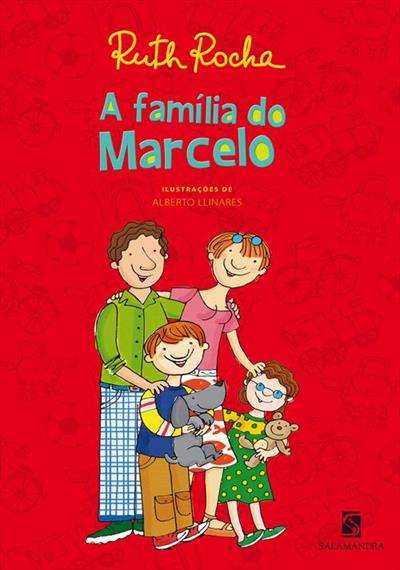 Ruth Rocha
A família do
Marcelo
ILUSTRAÇÕES DE
ALBERTO LLINARES
S
SALAMANDRA